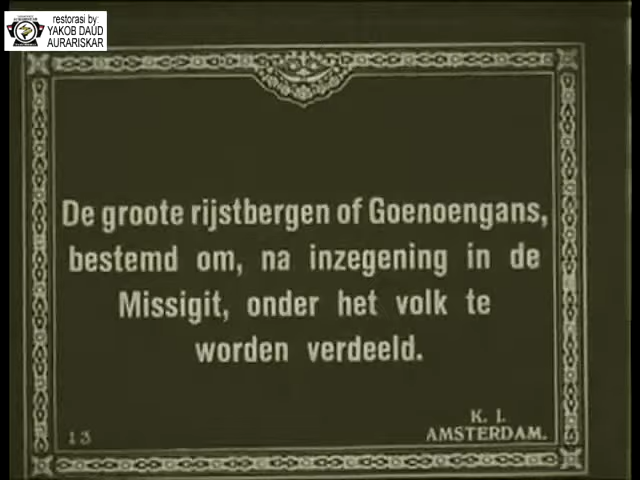 restorasi by:
YAKOB DAUD
AURARISKAR
De groote rijstbergen of Goenoengans,
bestemd om, na inzegening in de
Missigit, onder het volk te
worden verdeeld.
K. I.
13
AMSTERDAM.